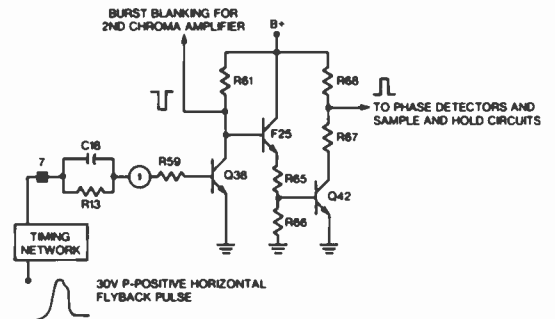 BURST BLANKING FOR
2ND CHROMA AMPLIFIER
B+
R61
R68
TO PHASE DETECTORS AND
SAMPLE AND HOLD CIRCUITS
F25
R67
C18
7
1
R59
Q38
R65
Q42
R13
R66
TIMING
NETWORK
30V P-POSITIVE HORIZONTAL
FLYBACK PULSE